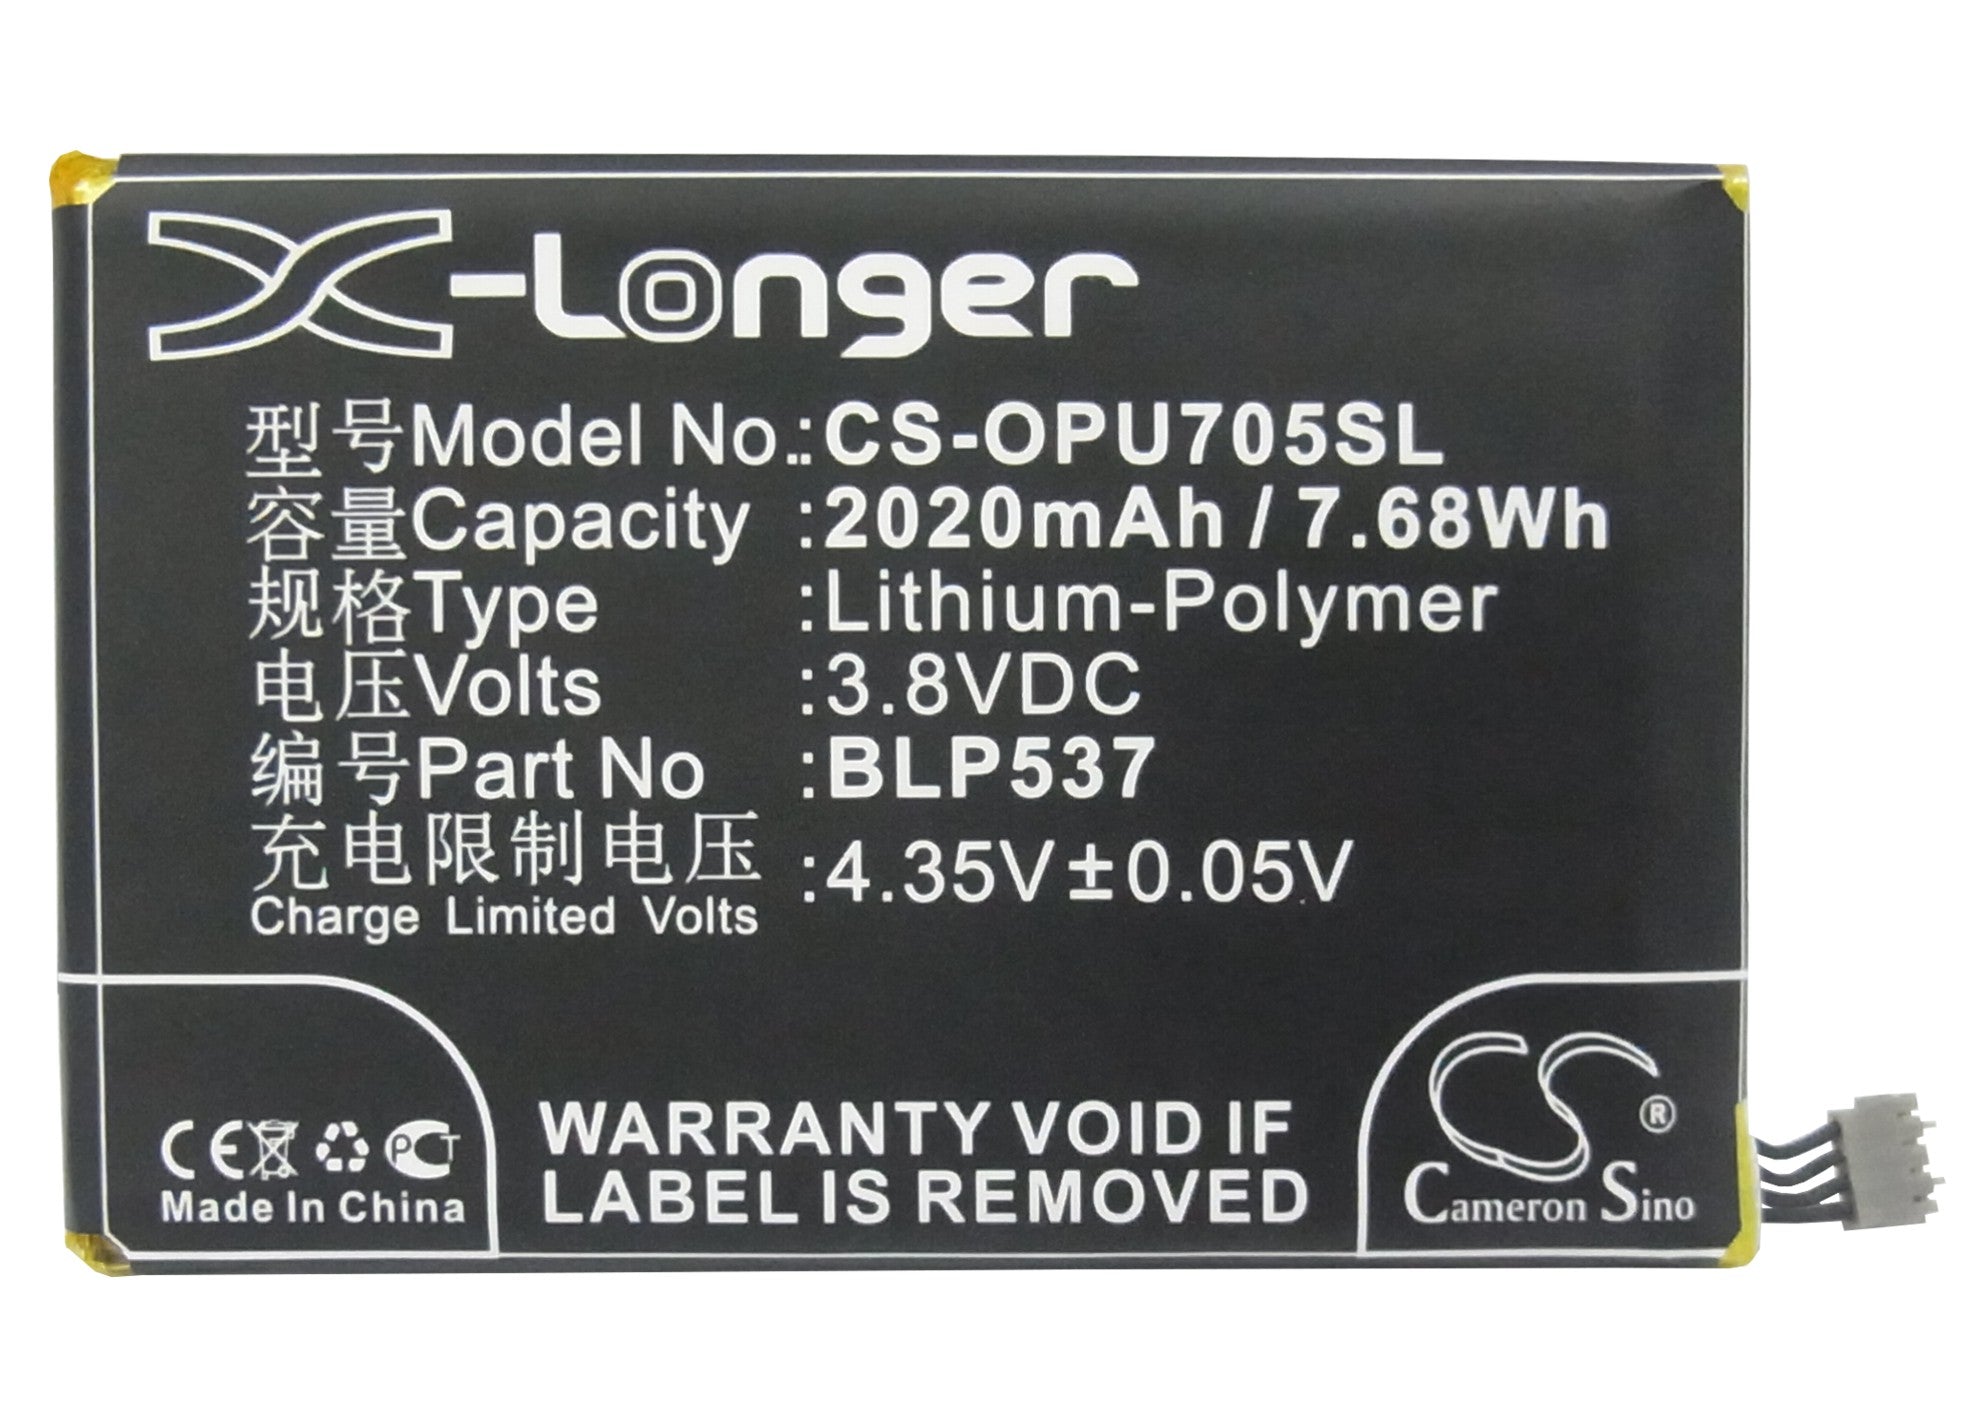 X-Longer
型号Model No.: :CS-OPU705SL
容量Capacity :2020mAh / 7.68Wh
规格Type :Lithium-Polymer
电压Volts :3.8VDC
编号Part No :BLP537
充电限制电压 :4.35V±0.05V
Charge Limited Volts
CE PCT
Made In China
WARRANTY VOID IF
LABEL IS REMOVED
CS ®
Cameron Sino